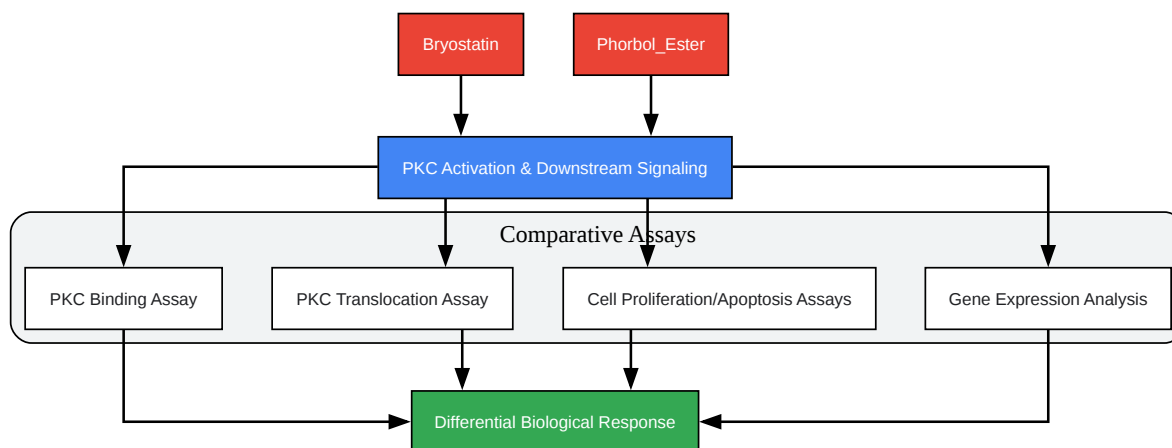 Bryostatin
Phorbol_Ester
PKC Activation & Downstream Signaling
Comparative Assays
PKC Binding Assay
PKC Translocation Assay
Cell Proliferation/Apoptosis Assays
Gene Expression Analysis
Differential Biological Response